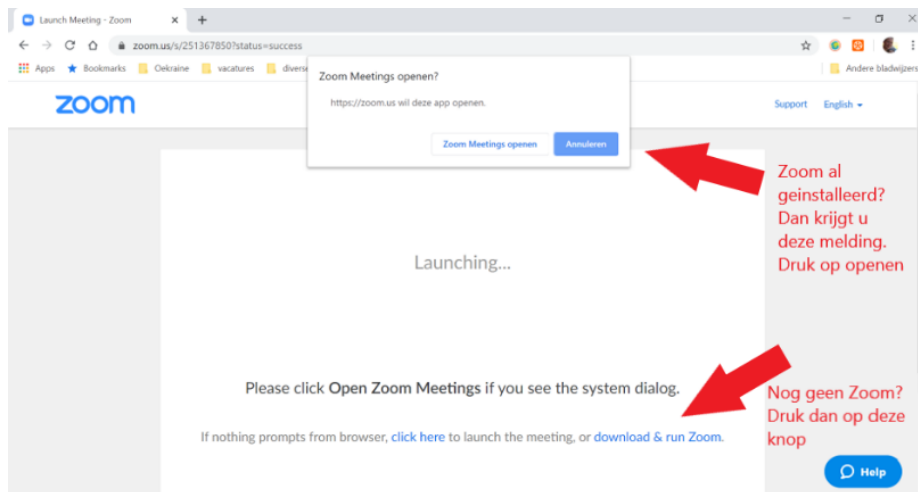 Launch Meeting - Zoom
zoom.us/s/251367850?status=success
Apps Bookmarks Oekraine vacatures diverse Andere bladwijzers
Zoom Meetings openen?
https://zoom.us wil deze app openen.
Zoom Meetings openen Annuleren
zoom
Support English
Zoom al
geinstalleerd?
Dan krijgt u
deze melding.
Druk op openen
Launching...
Please click Open Zoom Meetings if you see the system dialog.
If nothing prompts from browser, click here to launch the meeting, or download & run Zoom.
Nog geen Zoom?
Druk dan op deze
knop
Help